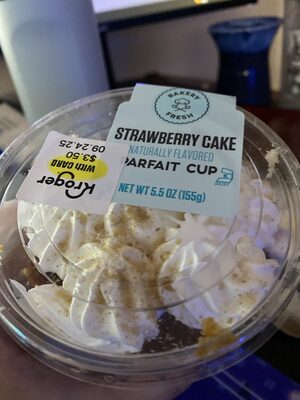 BAKERY
FRESH
STRAWBERRY CAKE
NATURALLY FLAVORED
PARFAIT CUP
NET WT 5.5 OZ (155g)
Kroger
WITH CARD
$3.50
09.24.25